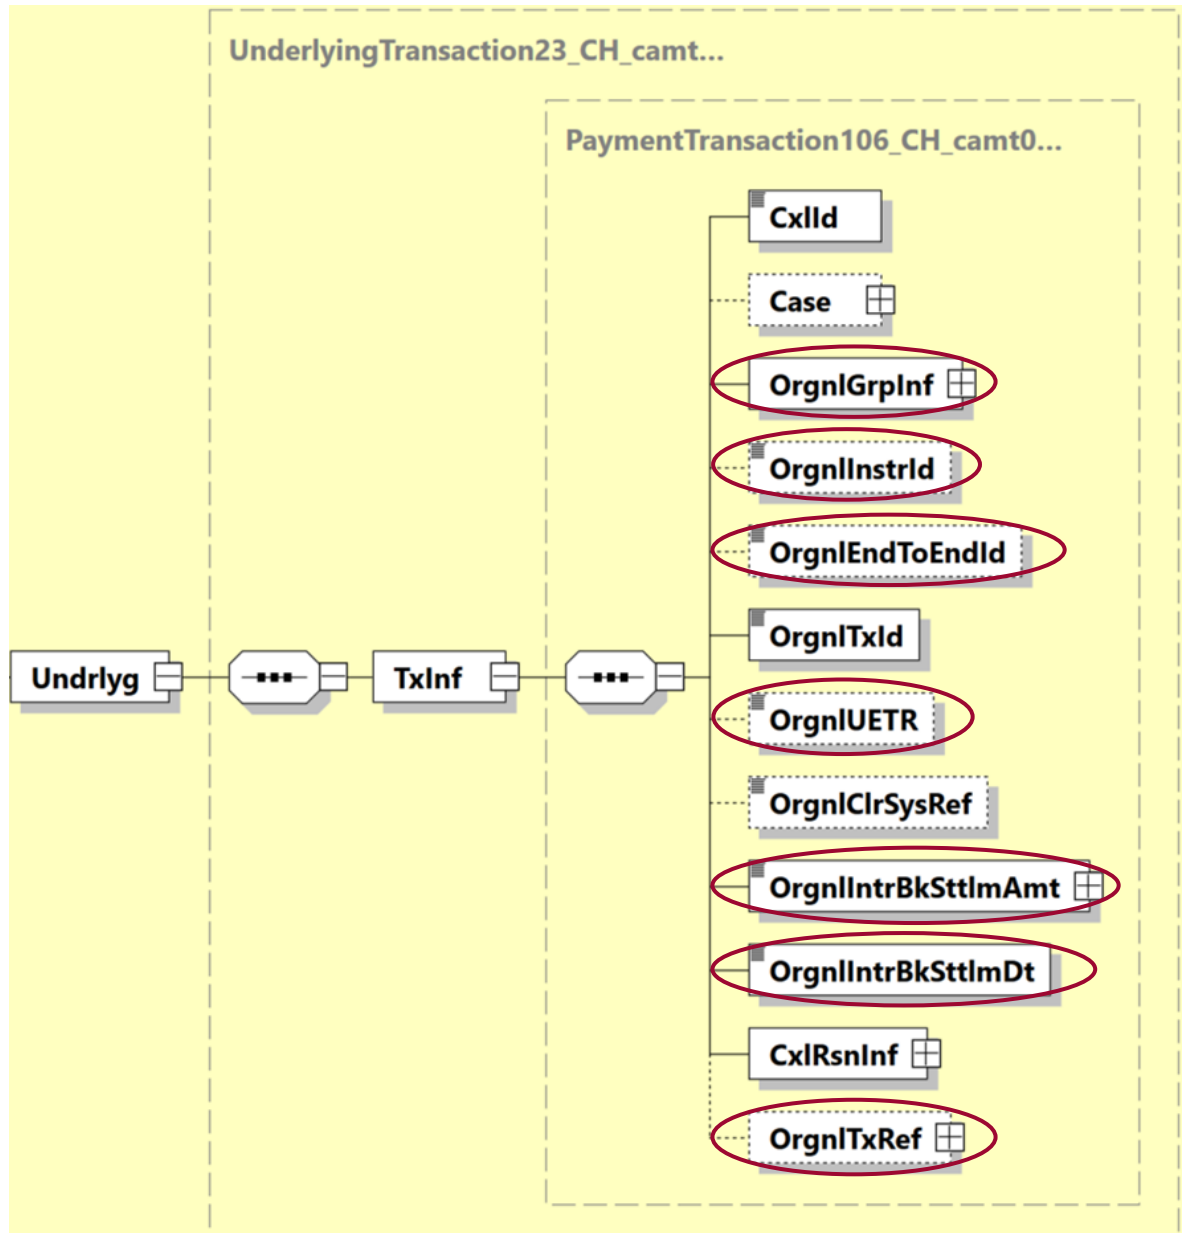 UnderlyingTransaction23_CH_camt...
PaymentTransaction106_CH_camt0...
CxlId
Case
OrgnlGrpInf
OrgnlInstrId
OrgnlEndToEndId
OrgnlTxId
Undrlyg
TxInf
OrgnlUETR
OrgnlClrSysRef
OrgnlIntrBkSttlmAmt
OrgnlIntrBkSttlmDt
CxlRsnInf
OrgnlTxRef